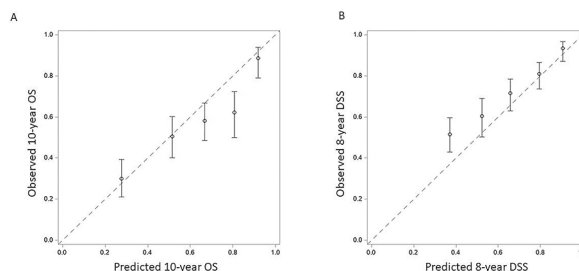 A
B
1.0
0.8
0.6
0.4
0.2
0.0
Observed 10-year OS
0.0 0.2 0.4 0.6 0.8 1.0
Predicted 10-year OS
1.0
0.8
0.6
0.4
0.2
0.0
Observed 8-year DSS
0.0 0.2 0.4 0.6 0.8 1.0
Predicted 8-year DSS